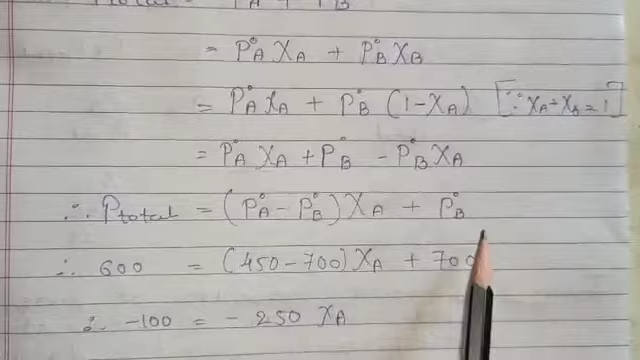 = P°A XA + P°B XB
= P°A XA + P°B (1-XA) [∵ XA+XB=1]
= P°A XA + P°B - P°B XA
∴ Ptotal = (P°A - P°B) XA + P°B
∴ 600 = (450-700) XA + 700
∴ -100 = - 250 XA